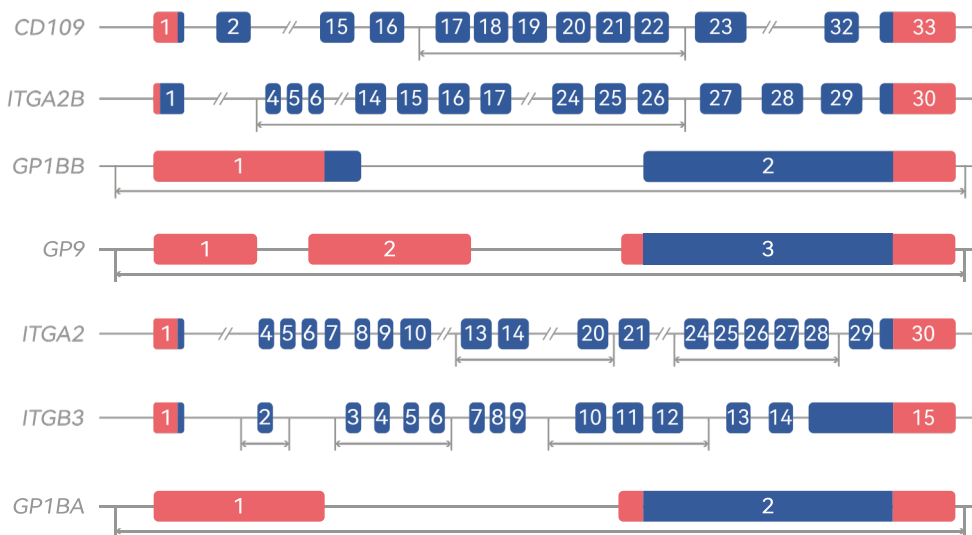 CD109 1 2 // 15 16 17 18 19 20 21 22 23 // 32 33
ITGA2B 1 // 4 5 6 // 14 15 16 17 // 24 25 26 27 28 29 30
GP1BB 1 2
GP9 1 2 3
ITGA2 1 // 4 5 6 7 8 9 10 // 13 14 // 20 21 // 24 25 26 27 28 29 30
ITGB3 1 2 3 4 5 6 7 8 9 10 11 12 13 14 15
GP1BA 1 2